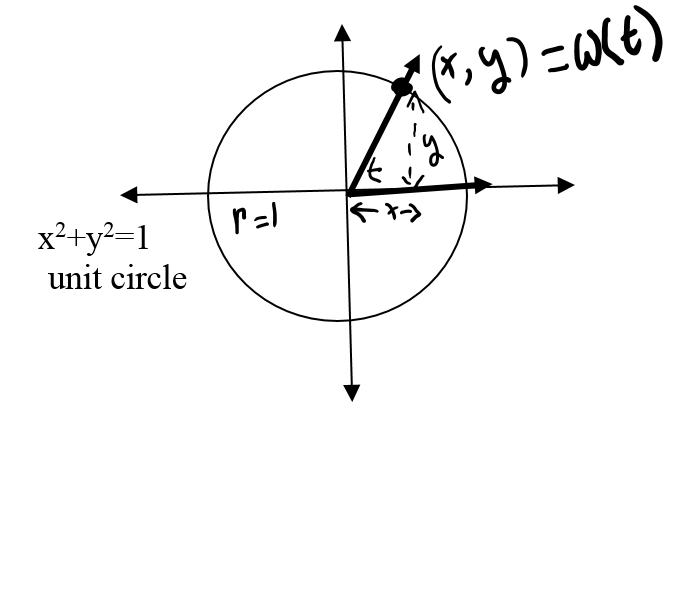 (x, y) = W(t)
y
t
x
r=1
x²+y²=1
unit circle